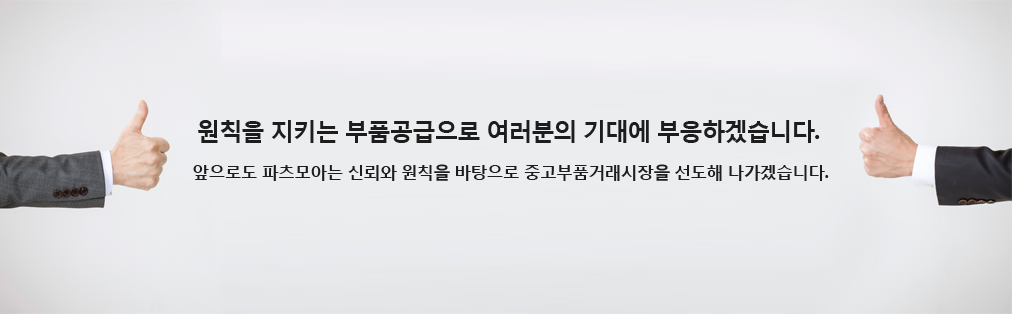 원칙을 지키는 부품공급으로 여러분의 기대에 부응하겠습니다.
앞으로도 파츠모아는 신뢰와 원칙을 바탕으로 중고부품거래시장을 선도해 나가겠습니다.